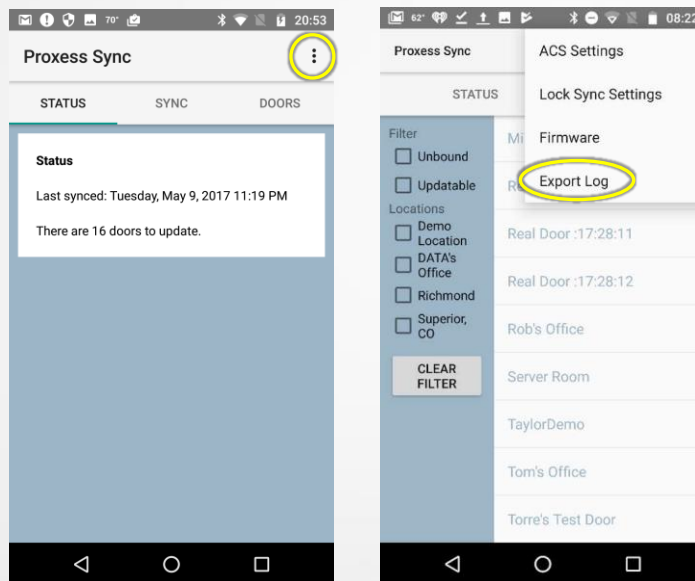 70°
20:53
Proxess Sync
STATUS
SYNC
DOORS
Status
Last synced: Tuesday, May 9, 2017 11:19 PM
There are 16 doors to update.
62°
08:22
Proxess Sync
STATUS
ACS Settings
Lock Sync Settings
Firmware
Export Log
Filter
Unbound
Updatable
Locations
Demo
Location
DATA's
Office
Richmond
Superior,
CO
CLEAR
FILTER
Mi
R
Real Door :17:28:11
Real Door :17:28:12
Rob's Office
Server Room
TaylorDemo
Tom's Office
Torre's Test Door